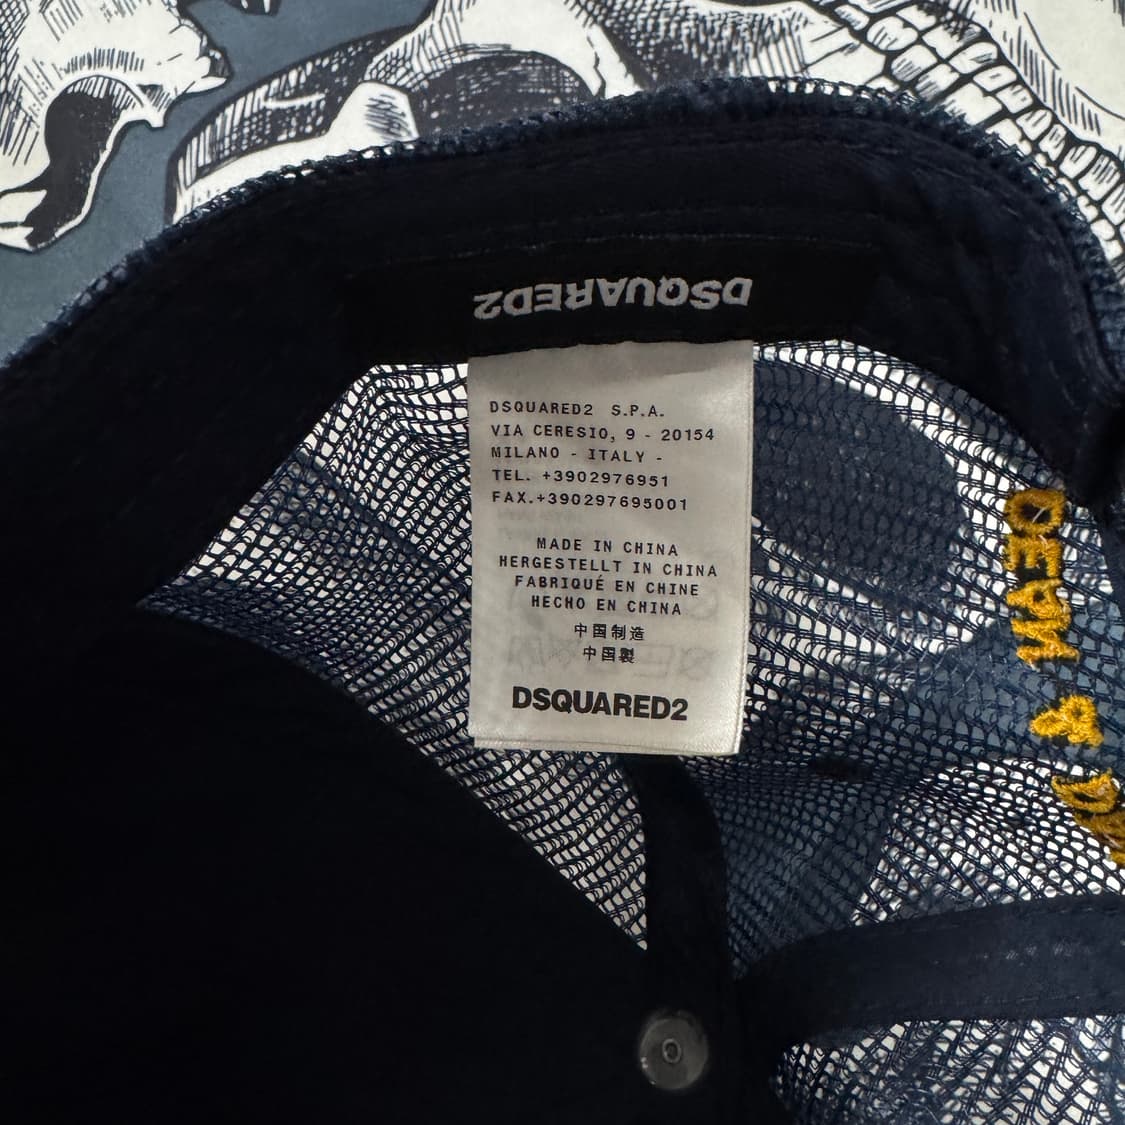 DSQUARED2
DSQUARED2 S.P.A.
VIA CERESIO, 9 - 20154
MILANO - ITALY -
TEL. +3902976951
FAX.+390297695001
MADE IN CHINA
HERGESTELLT IN CHINA
FABRIQUÉ EN CHINE
HECHO EN CHINA
中国制造
中国製
DSQUARED2
DEAN & D